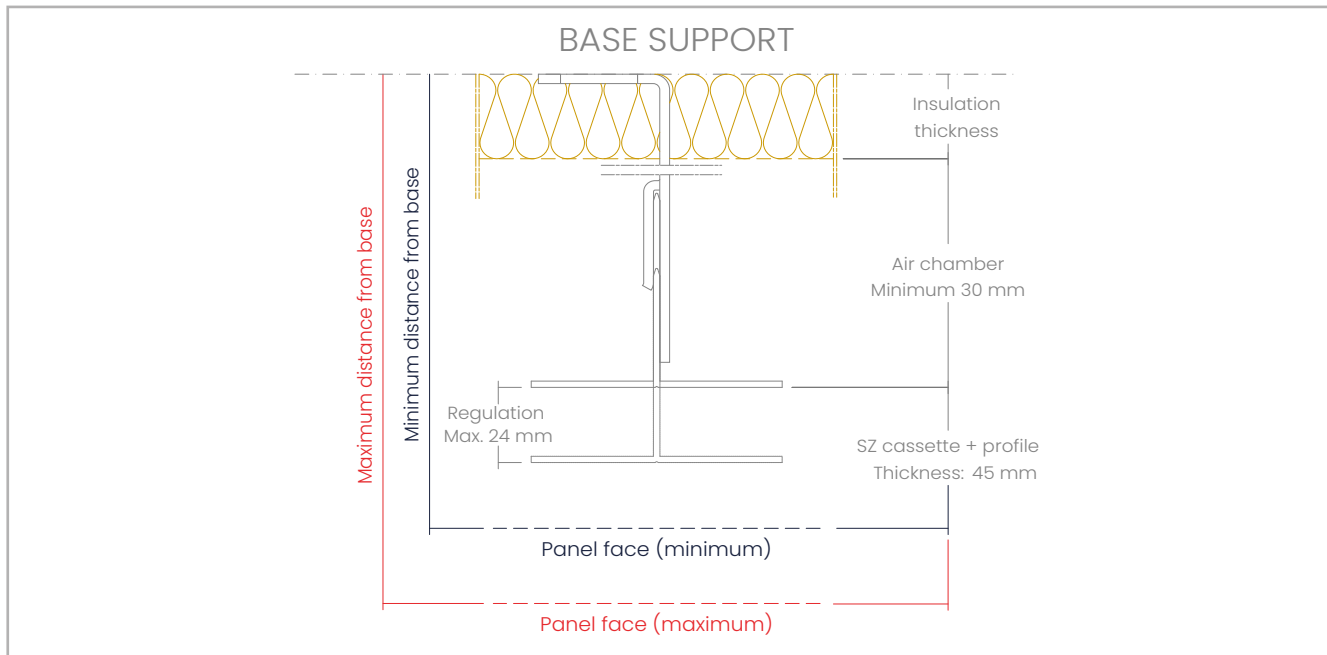 BASE SUPPORT
Insulation
thickness
Maximum distance from base
Minimum distance from base
Air chamber
Minimum 30 mm
Regulation
Max. 24 mm
SZ cassette + profile
Thickness: 45 mm
Panel face (minimum)
Panel face (maximum)